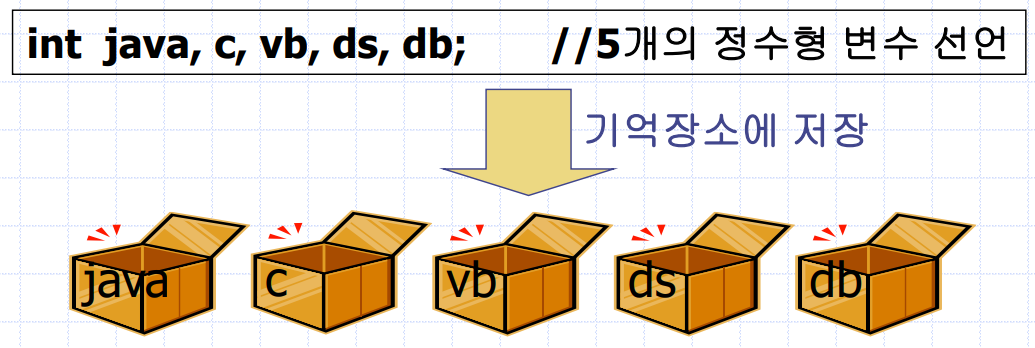 int java, c, vb, ds, db; //5개의 정수형 변수 선언
기억장소에 저장
java c vb ds db